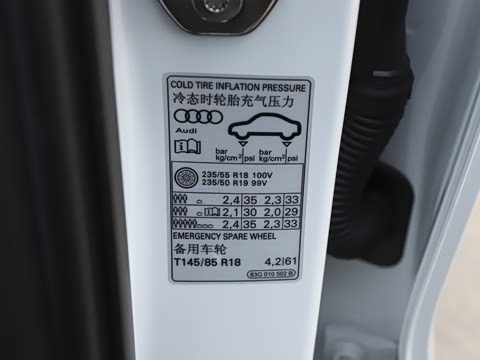 COLD TIRE INFLATION PRESSURE
冷态时轮胎充气压力
Audi
bar kg/cm² psi bar kg/cm² psi
235/55 R18 100V
235/50 R19 99V
2,4 35 2,3 33
2,1 30 2,0 29
2,4 35 2,3 33
EMERGENCY SPARE WHEEL
备用车轮
T145/85 R18 4,2 61
83G 010 502 B